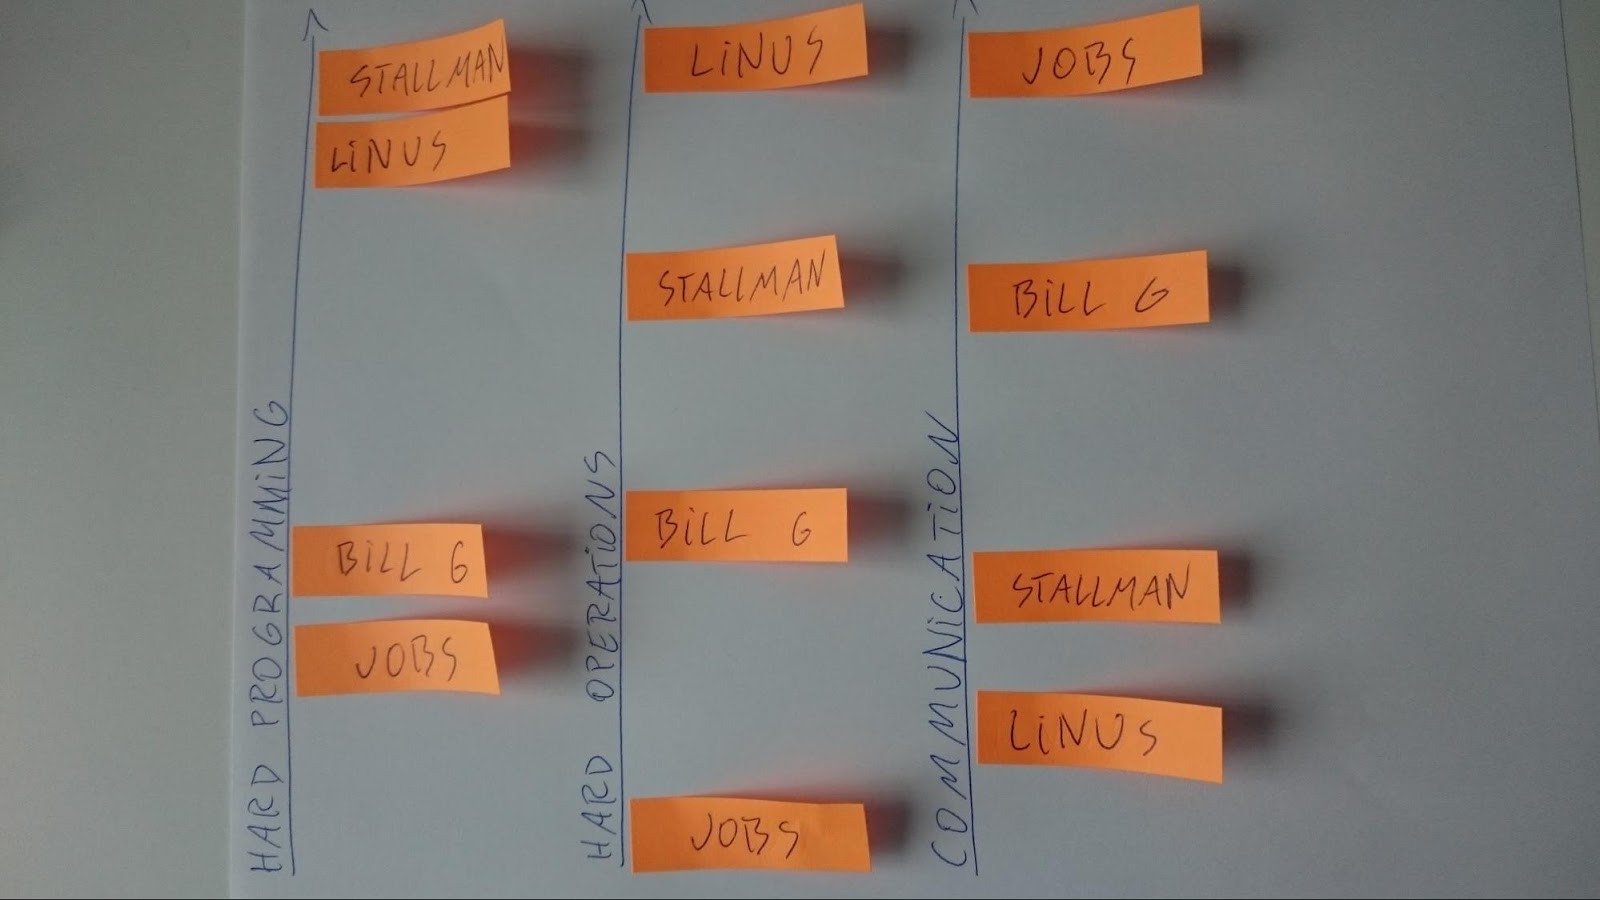 HARD PROGRAMMING
STALLMAN
LINUS
BILL G
JOBS
HARD OPERATIONS
LINUS
STALLMAN
BILL G
JOBS
COMMUNICATION
JOBS
BILL G
STALLMAN
LINUS